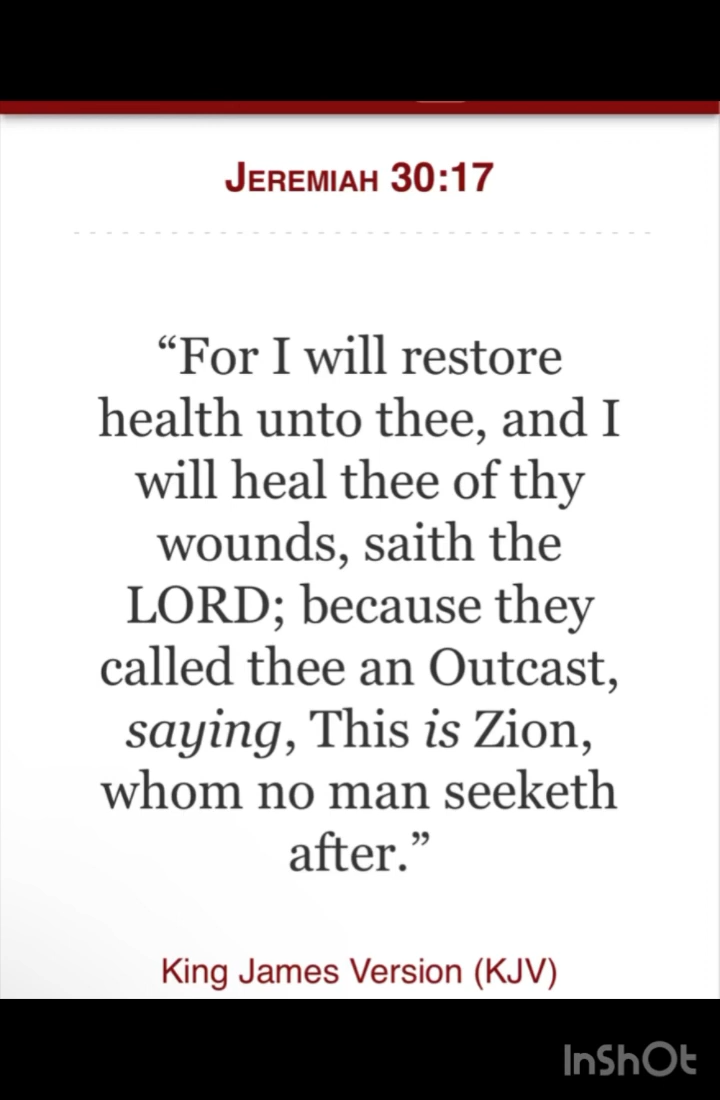 JEREMIAH 30:17
“For I will restore
health unto thee, and I
will heal thee of thy
wounds, saith the
LORD; because they
called thee an Outcast,
saying, This is Zion,
whom no man seeketh
after.”
King James Version (KJV)
InShOt